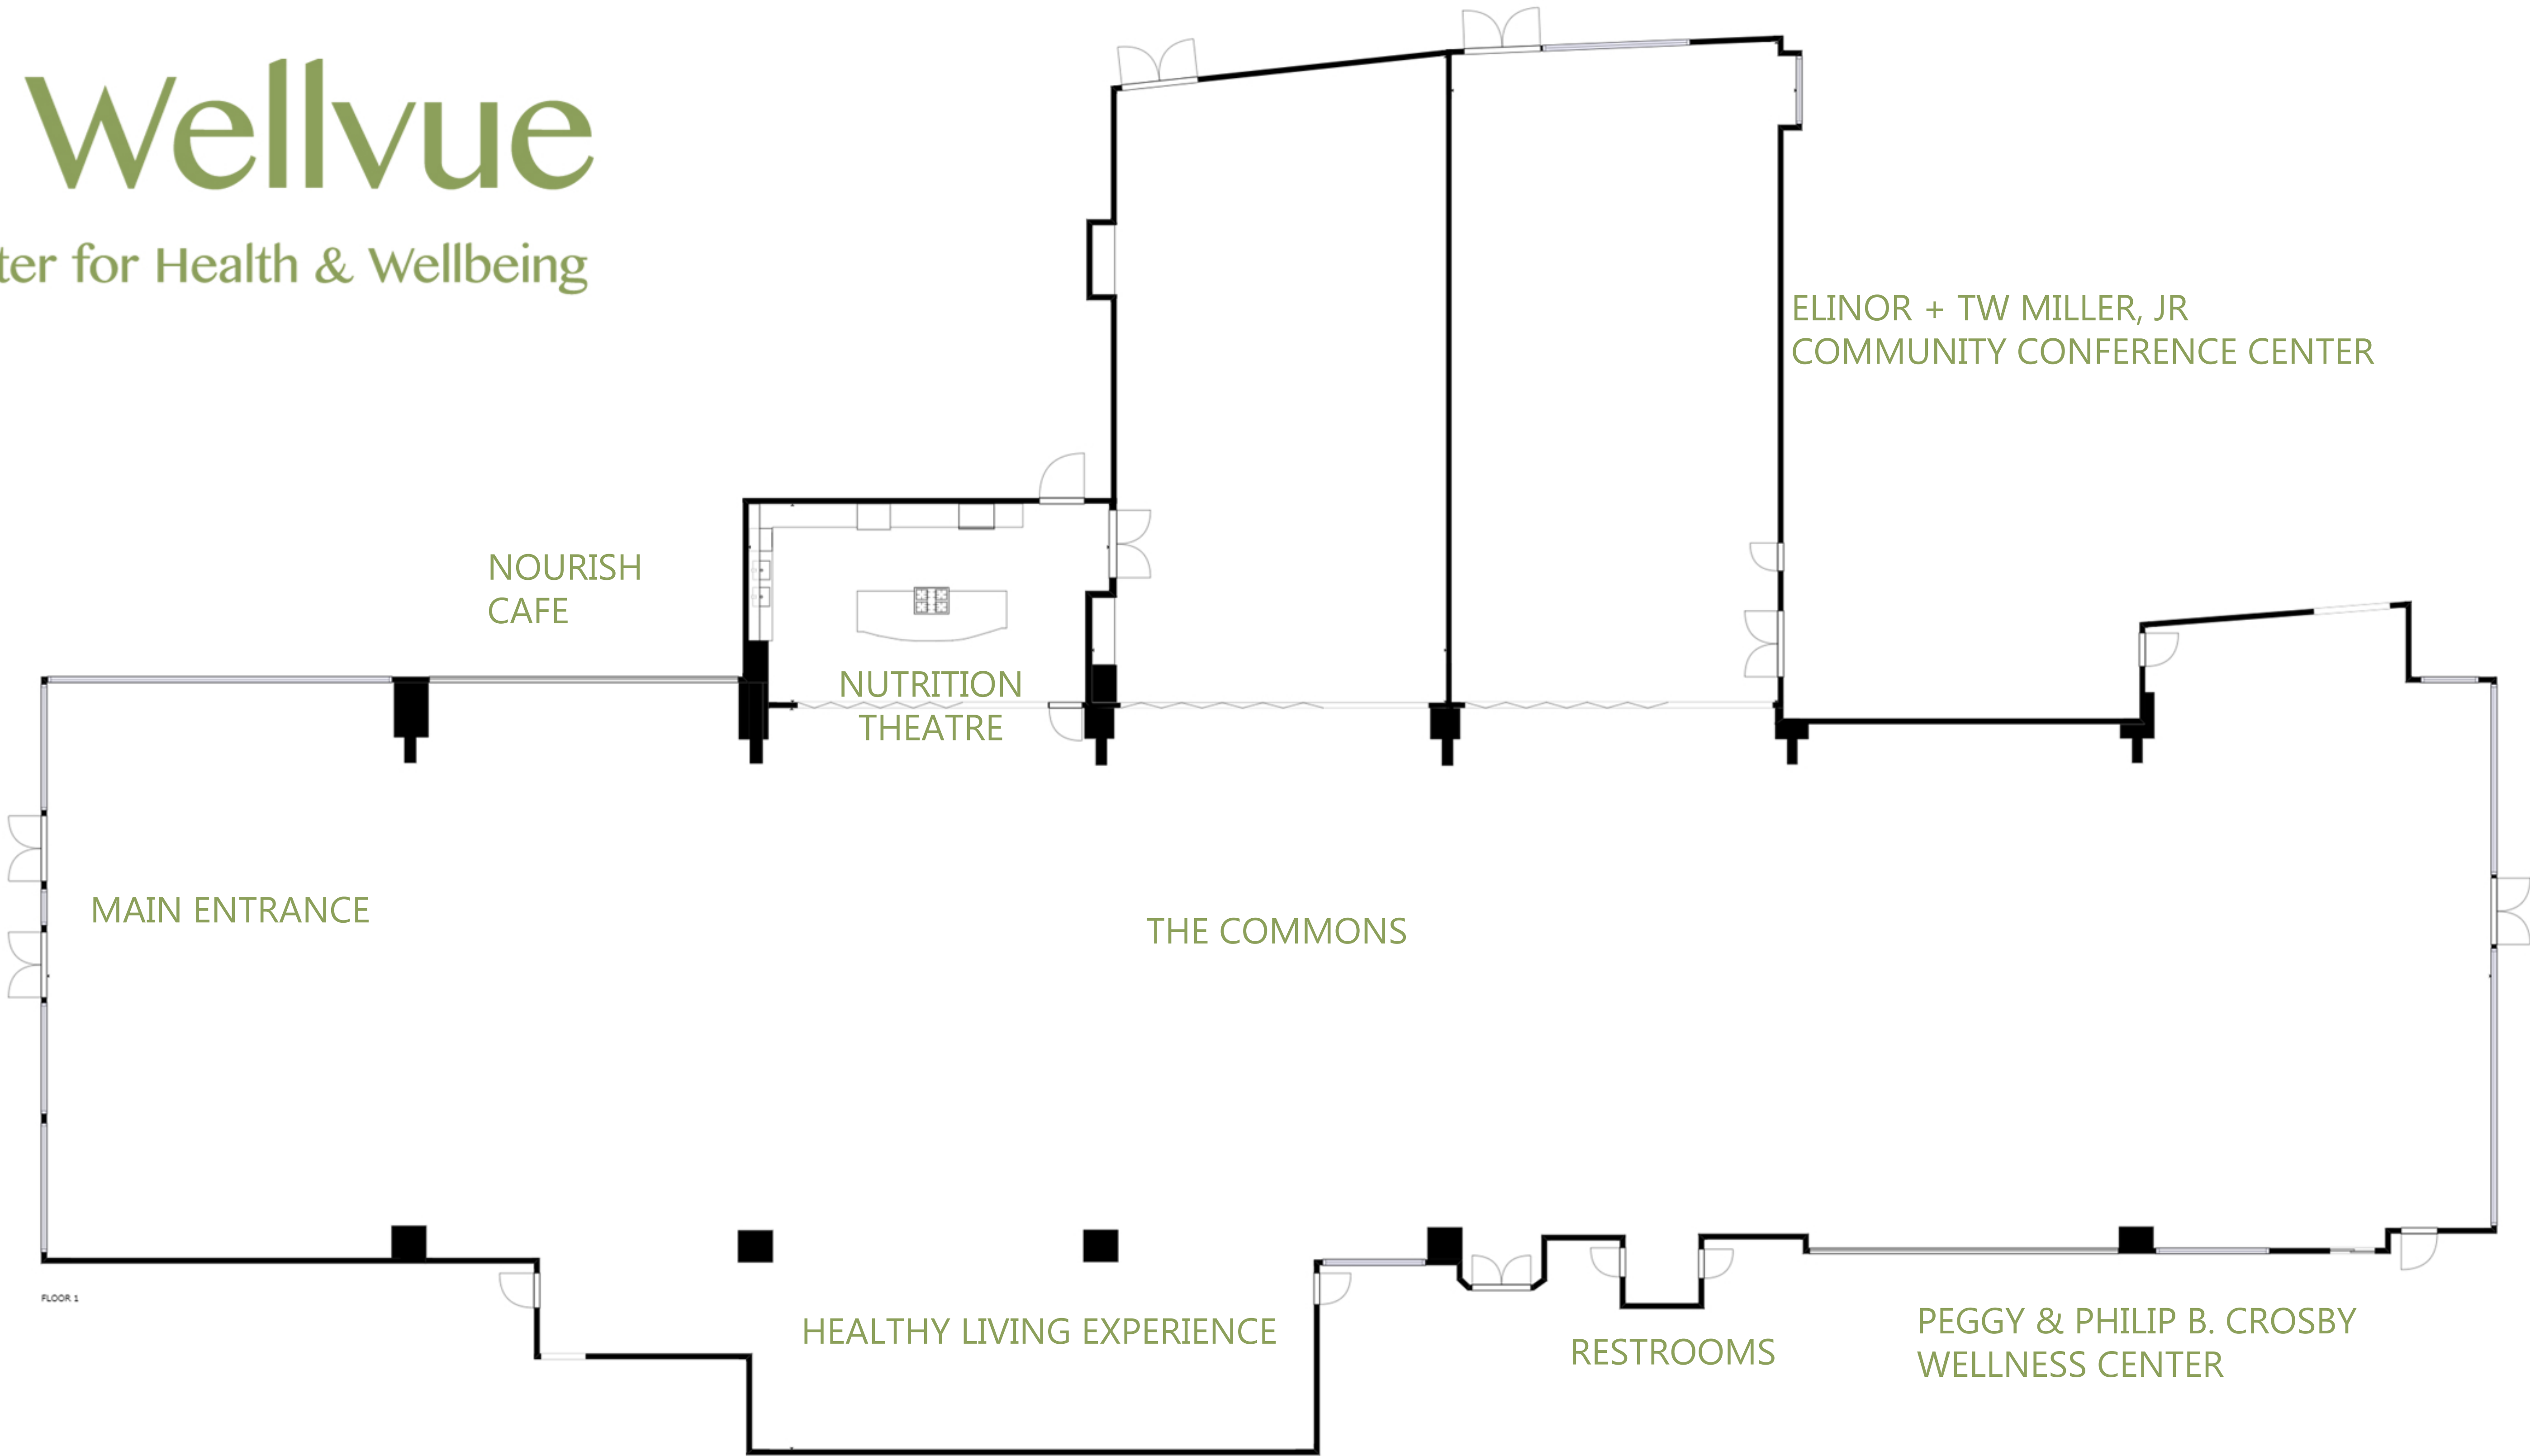 Wellvue
ter for Health & Wellbeing
ELINOR + TW MILLER, JR
COMMUNITY CONFERENCE CENTER
NOURISH
CAFE
NUTRITION
THEATRE
MAIN ENTRANCE
THE COMMONS
FLOOR 1
HEALTHY LIVING EXPERIENCE
RESTROOMS
PEGGY & PHILIP B. CROSBY
WELLNESS CENTER